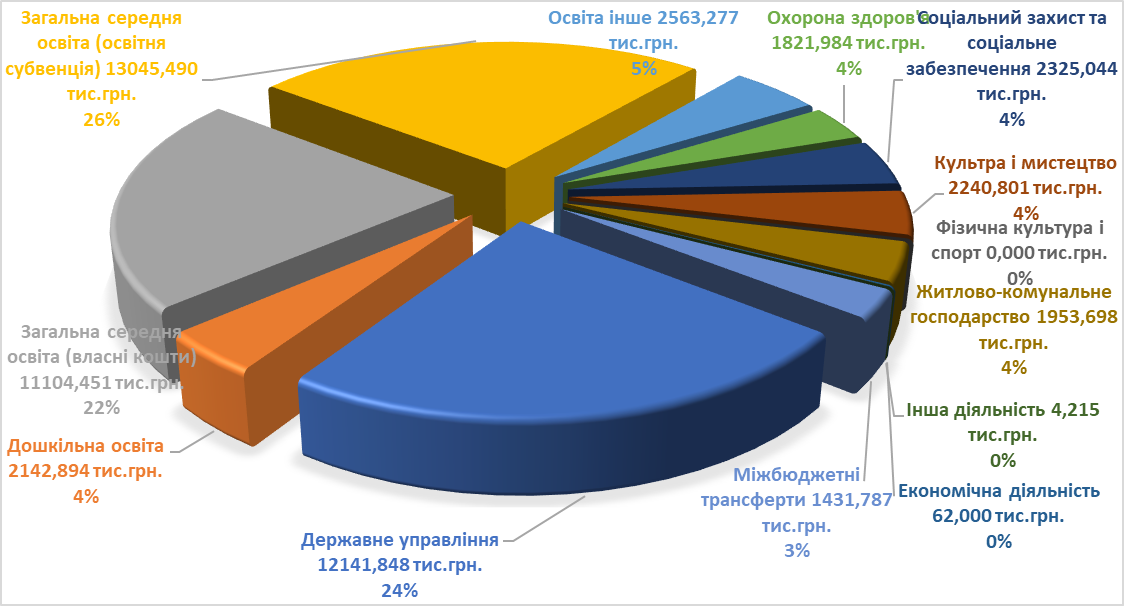 Загальна середня
освіта (освітня
субвенція) 13045,490
тис.грн.
26%
Освіта інше 2563,277
тис.грн.
5%
Охорона здоров'я
1821,984 тис.грн.
4%
Соціальний захист та
соціальне
забезпечення 2325,044
тис.грн.
4%
Культра і мистецтво
2240,801 тис.грн.
4%
Фізична культура і
спорт 0,000 тис.грн.
0%
Житлово-комунальне
господарство 1953,698
тис.грн.
4%
Інша діяльність 4,215
тис.грн.
0%
Економічна діяльність
62,000 тис.грн.
0%
Міжбюджетні
трансферти 1431,787
тис.грн.
3%
Державне управління
12141,848 тис.грн.
24%
Дошкільна освіта
2142,894 тис.грн.
4%
Загальна середня
освіта (власні кошти)
11104,451 тис.грн.
22%